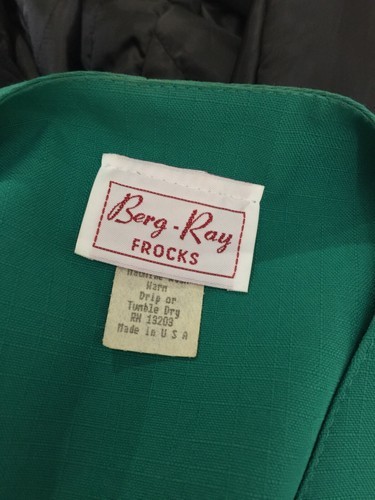 Berg-Ray
FROCKS
Warm
Drip or
Tumble Dry
RN 13203
Made in U S A